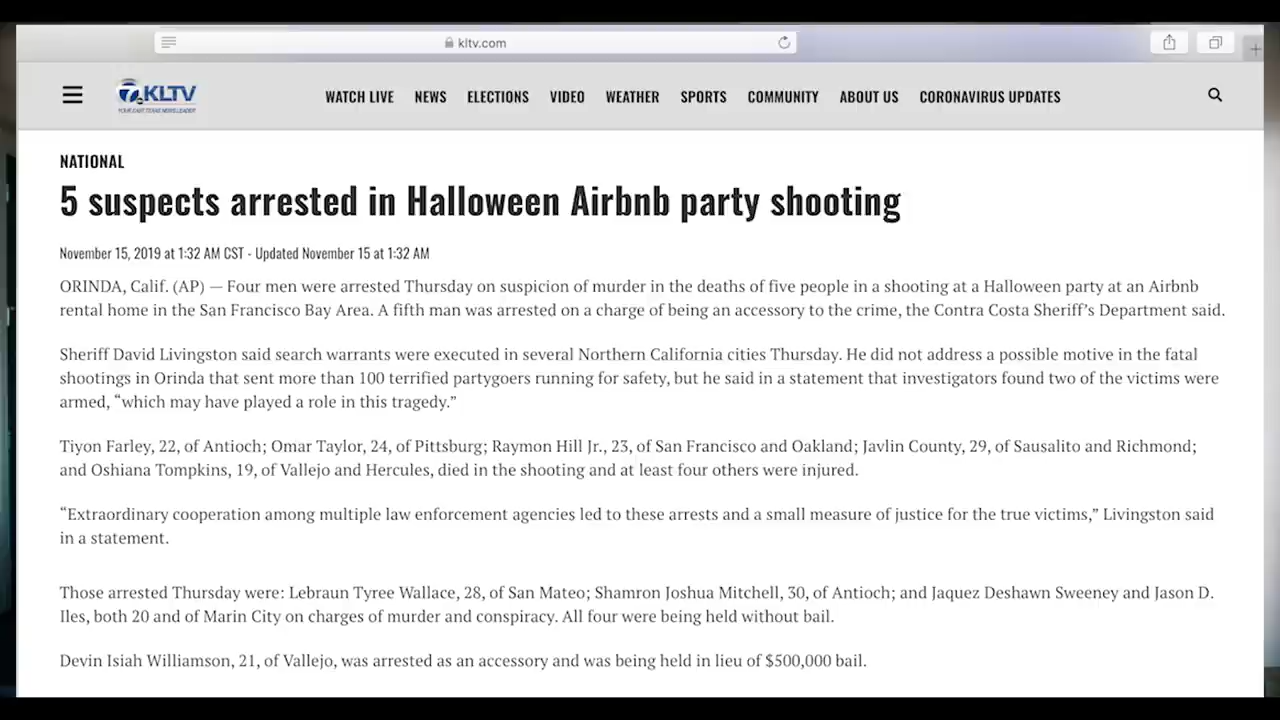 kltv.com
7 KLTV
YOUR EAST TEXAS NEWS LEADER
WATCH LIVE NEWS ELECTIONS VIDEO WEATHER SPORTS COMMUNITY ABOUT US CORONAVIRUS UPDATES
NATIONAL
5 suspects arrested in Halloween Airbnb party shooting
November 15, 2019 at 1:32 AM CST - Updated November 15 at 1:32 AM
ORINDA, Calif. (AP) — Four men were arrested Thursday on suspicion of murder in the deaths of five people in a shooting at a Halloween party at an Airbnb
rental home in the San Francisco Bay Area. A fifth man was arrested on a charge of being an accessory to the crime, the Contra Costa Sheriff’s Department said.
Sheriff David Livingston said search warrants were executed in several Northern California cities Thursday. He did not address a possible motive in the fatal
shootings in Orinda that sent more than 100 terrified partygoers running for safety, but he said in a statement that investigators found two of the victims were
armed, “which may have played a role in this tragedy.”
Tiyon Farley, 22, of Antioch; Omar Taylor, 24, of Pittsburg; Raymon Hill Jr., 23, of San Francisco and Oakland; Javlin County, 29, of Sausalito and Richmond;
and Oshiana Tompkins, 19, of Vallejo and Hercules, died in the shooting and at least four others were injured.
“Extraordinary cooperation among multiple law enforcement agencies led to these arrests and a small measure of justice for the true victims,” Livingston said
in a statement.
Those arrested Thursday were: Lebraun Tyree Wallace, 28, of San Mateo; Shamron Joshua Mitchell, 30, of Antioch; and Jaquez Deshawn Sweeney and Jason D.
Iles, both 20 and of Marin City on charges of murder and conspiracy. All four were being held without bail.
Devin Isiah Williamson, 21, of Vallejo, was arrested as an accessory and was being held in lieu of $500,000 bail.